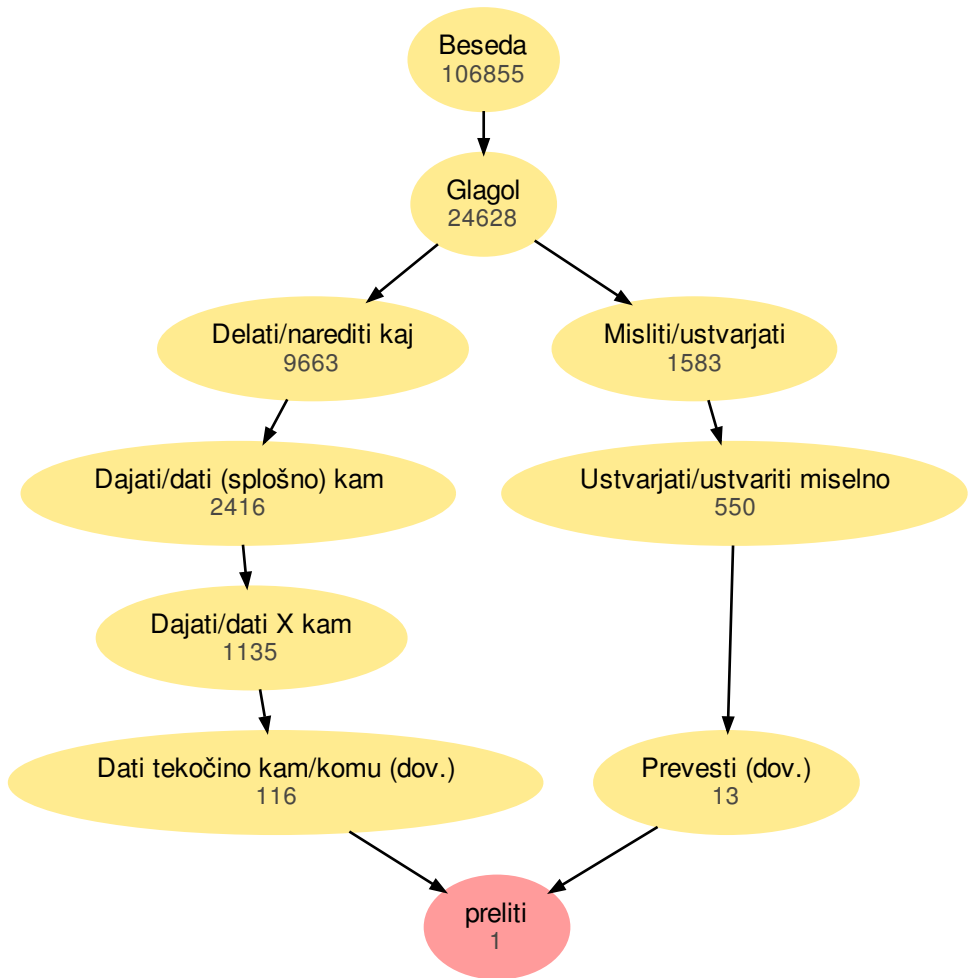 Beseda
106855
Glagol
24628
Delati/narediti kaj
9663
Misliti/ustvarjati
1583
Dajati/dati (splošno) kam
2416
Ustvarjati/ustvariti miselno
550
Dajati/dati X kam
1135
Dati tekočino kam/komu (dov.)
116
Prevesti (dov.)
13
preliti
1